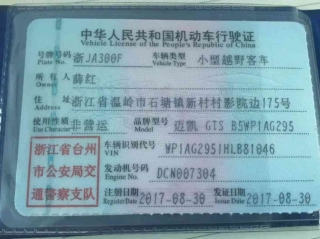 中华人民共和国机动车行驶证
Vehicle License of the People's Republic of China
号牌号码 Plate No. 浙JA300F 车辆类型 Vehicle Type 小型越野客车
所有人 Owner 薛红
住址 Address 浙江省温岭市石塘镇新村村影院边175号
使用性质 Use Character 非营运 品牌型号 Model 迈凯 GTS B5WP1AG295
浙江省台州 车辆识别代号 VIN WP1AG2951HLB81046
市公安局交 发动机号码 Engine No. DCN007304
通警察支队 注册日期 Register Date 2017-08-30 发证日期 Issue Date 2017-08-30